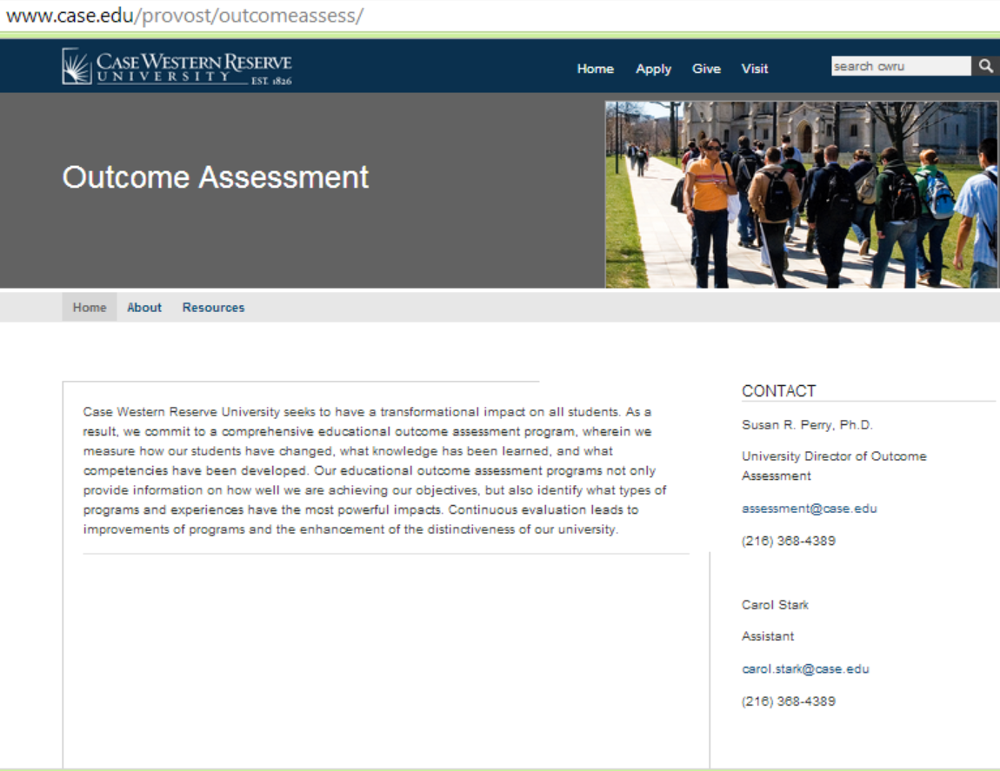 www.case.edu/provost/outcomeassess/
CASE WESTERN RESERVE
UNIVERSITY EST. 1826
Home Apply Give Visit
search cwru
Outcome Assessment
Home About Resources
Case Western Reserve University seeks to have a transformational impact on all students. As a
result, we commit to a comprehensive educational outcome assessment program, wherein we
measure how our students have changed, what knowledge has been learned, and what
competencies have been developed. Our educational outcome assessment programs not only
provide information on how well we are achieving our objectives, but also identify what types of
programs and experiences have the most powerful impacts. Continuous evaluation leads to
improvements of programs and the enhancement of the distinctiveness of our university.
CONTACT
Susan R. Perry, Ph.D.
University Director of Outcome
Assessment
assessment@case.edu
(216) 368-4389
Carol Stark
Assistant
carol.stark@case.edu
(216) 368-4389